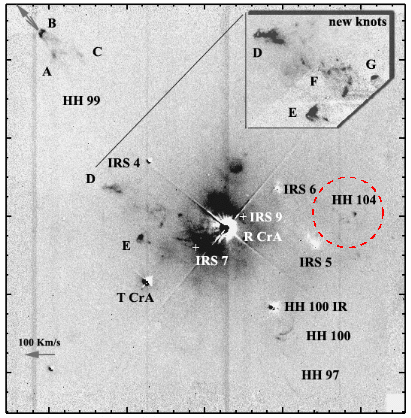 B
new knots
A
C
D
G
F
HH 99
E
IRS 4
D
IRS 6
HH 104
IRS 9
R CrA
E
IRS 7
IRS 5
T CrA
HH 100 IR
100 Km/s
HH 100
HH 97